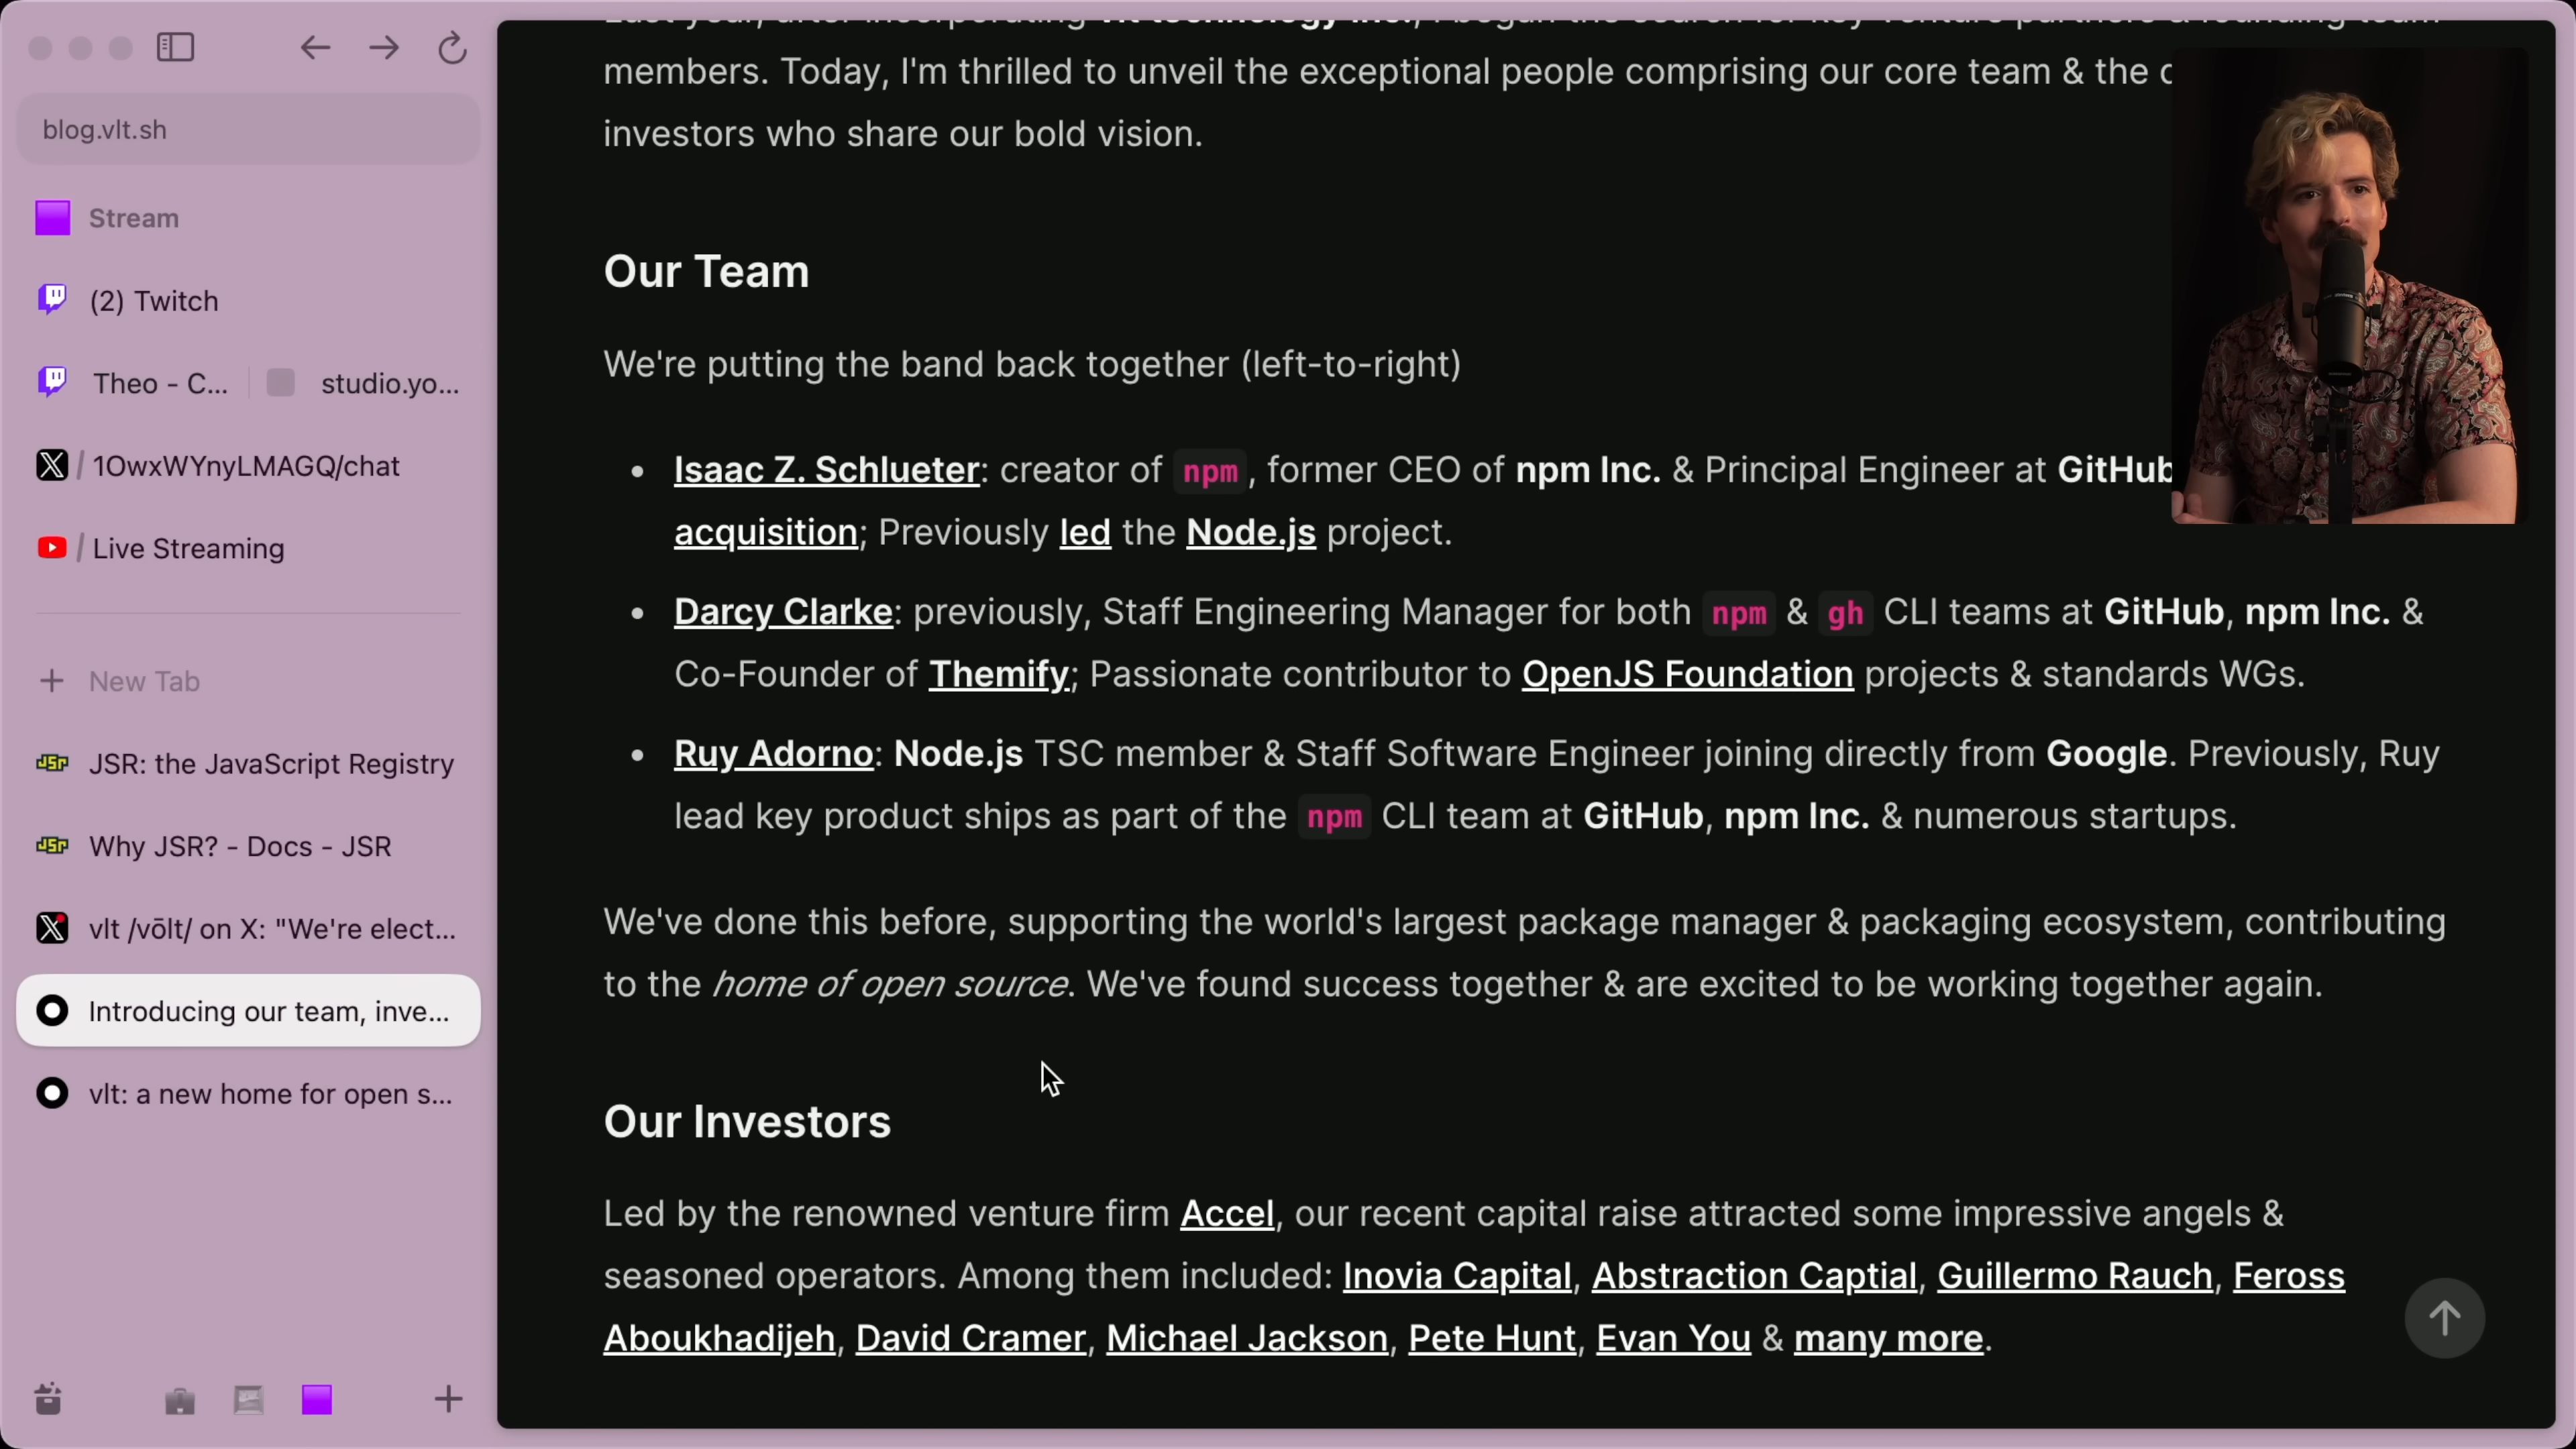 blog.vlt.sh
Stream
(2) Twitch
Theo - C... studio.yo...
/ 1OwxWYnyLMAGQ/chat
/ Live Streaming
+ New Tab
JSR: the JavaScript Registry
Why JSR? - Docs - JSR
vlt /vōlt/ on X: "We're elect...
Introducing our team, inve...
vlt: a new home for open s...
members. Today, I'm thrilled to unveil the exceptional people comprising our core team & the
investors who share our bold vision.
Our Team
We're putting the band back together (left-to-right)
• Isaac Z. Schlueter: creator of npm, former CEO of npm Inc. & Principal Engineer at GitHub
acquisition; Previously led the Node.js project.
• Darcy Clarke: previously, Staff Engineering Manager for both npm & gh CLI teams at GitHub, npm Inc. &
Co-Founder of Themify; Passionate contributor to OpenJS Foundation projects & standards WGs.
• Ruy Adorno: Node.js TSC member & Staff Software Engineer joining directly from Google. Previously, Ruy
lead key product ships as part of the npm CLI team at GitHub, npm Inc. & numerous startups.
We've done this before, supporting the world's largest package manager & packaging ecosystem, contributing
to the home of open source. We've found success together & are excited to be working together again.
Our Investors
Led by the renowned venture firm Accel, our recent capital raise attracted some impressive angels &
seasoned operators. Among them included: Inovia Capital, Abstraction Captial, Guillermo Rauch, Feross
Aboukhadijeh, David Cramer, Michael Jackson, Pete Hunt, Evan You & many more.